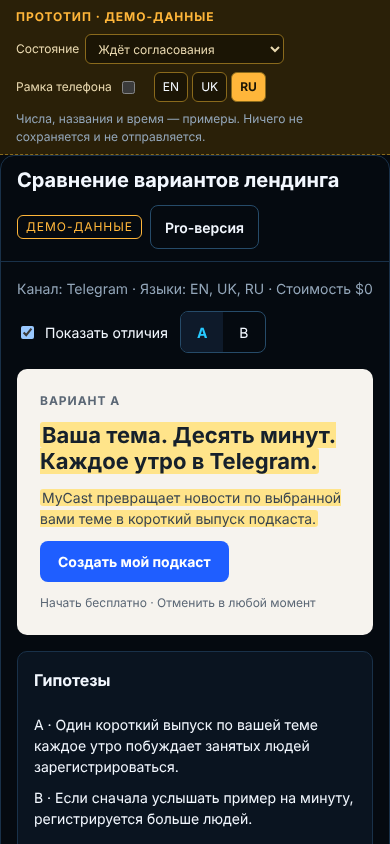 ПРОТОТИП · ДЕМО-ДАННЫЕ
Состояние Ждёт согласования
Рамка телефона EN UK RU
Числа, названия и время — примеры. Ничего не
сохраняется и не отправляется.
Сравнение вариантов лендинга
ДЕМО-ДАННЫЕ Pro-версия
Канал: Telegram · Языки: EN, UK, RU · Стоимость $0
Показать отличия A B
ВАРИАНТ A
Ваша тема. Десять минут.
Каждое утро в Telegram.
MyCast превращает новости по выбранной
вами теме в короткий выпуск подкаста.
Создать мой подкаст
Начать бесплатно · Отменить в любой момент
Гипотезы
A · Один короткий выпуск по вашей теме
каждое утро побуждает занятых людей
зарегистрироваться.
B · Если сначала услышать пример на минуту,
регистрируется больше людей.